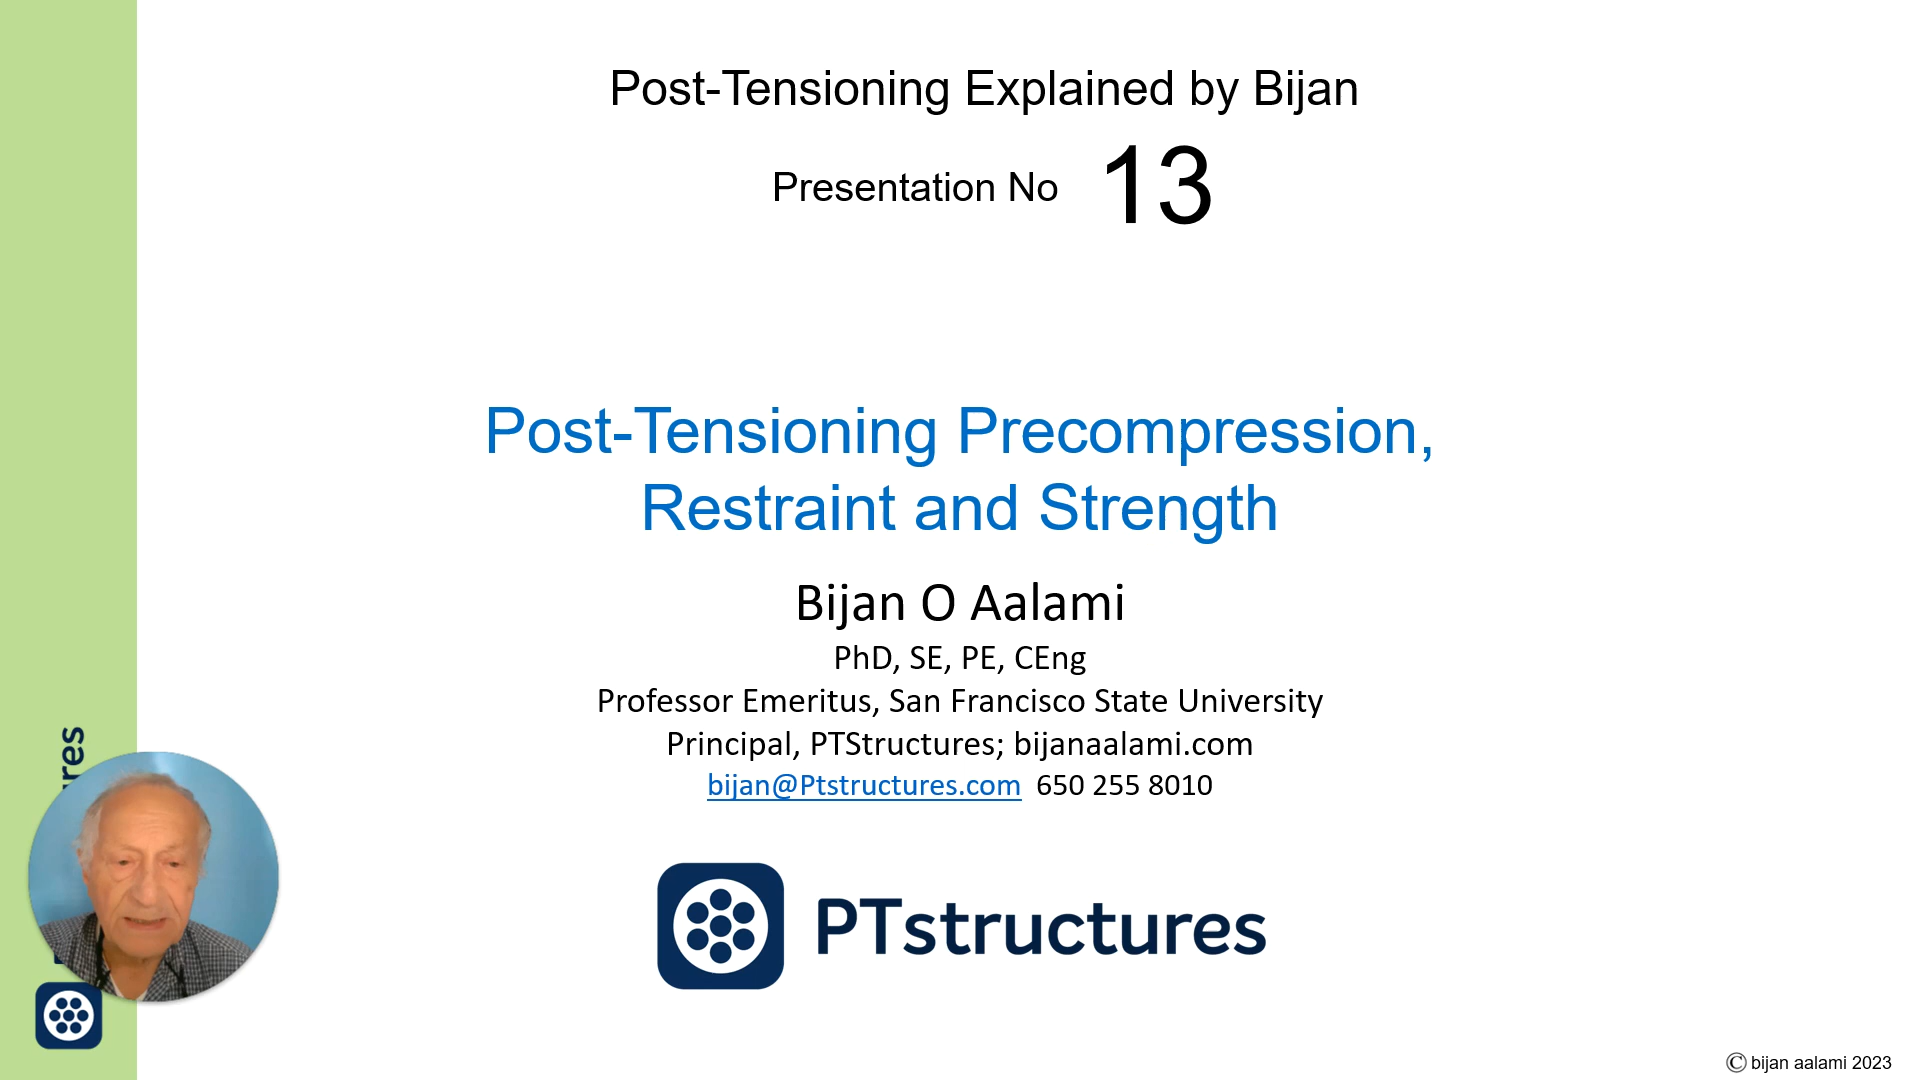 Post-Tensioning Explained by Bijan
Presentation No 13
Post-Tensioning Precompression,
Restraint and Strength
Bijan O Aalami
PhD, SE, PE, CEng
Professor Emeritus, San Francisco State University
Principal, PTStructures; bijanaalami.com
bijan@Ptstructures.com 650 255 8010
PTstructures
© bijan aalami 2023